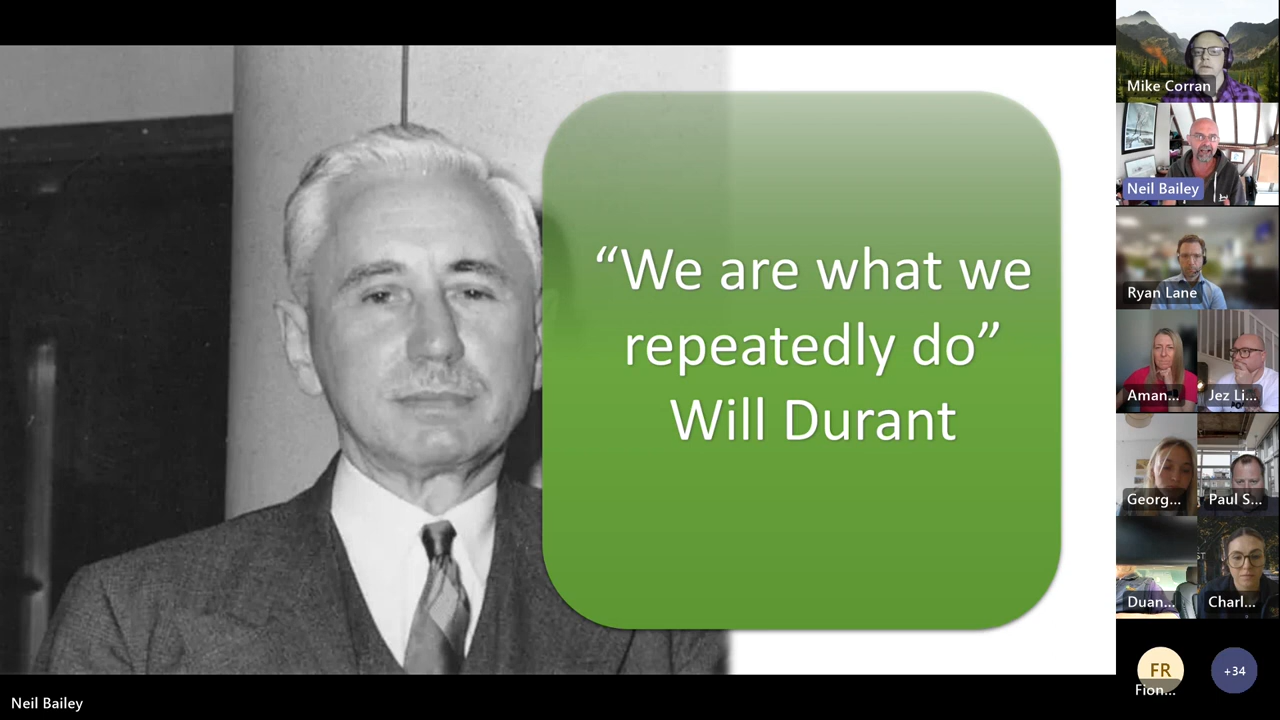 “We are what we
repeatedly do”
Will Durant
Mike Corran
Neil Bailey
Ryan Lane
Aman...
Jez Li...
Georg...
Paul S...
Duan...
Charl...
FR
Fion...
+34
Neil Bailey